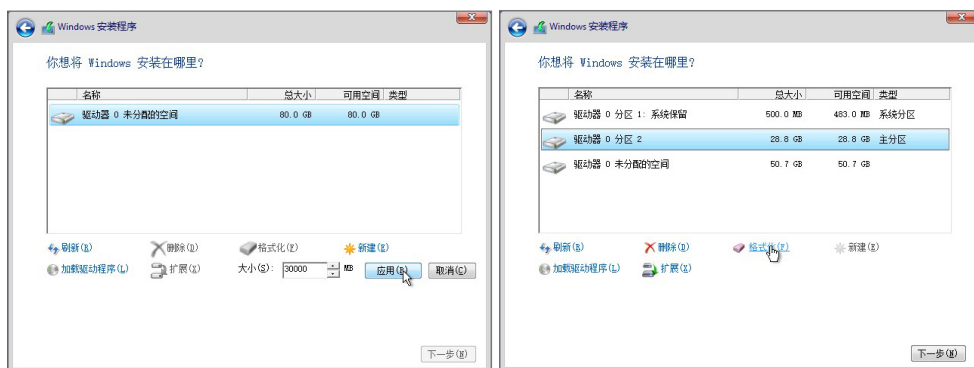 Windows 安装程序
你想将 Windows 安装在哪里?
名称 总大小 可用空间 类型
驱动器 0 未分配的空间 80.0 GB 80.0 GB
刷新(R) 删除(D) 格式化(F) 新建(E)
加载驱动程序(L) 扩展(X) 大小(S): 30000 MB 应用(P) 取消(C)
下一步(N)
Windows 安装程序
你想将 Windows 安装在哪里?
名称 总大小 可用空间 类型
驱动器 0 分区 1: 系统保留 500.0 MB 483.0 MB 系统分区
驱动器 0 分区 2 28.8 GB 28.8 GB 主分区
驱动器 0 未分配的空间 50.7 GB 50.7 GB
刷新(R) 删除(D) 格式化(F) 新建(E)
加载驱动程序(L) 扩展(X)
下一步(N)